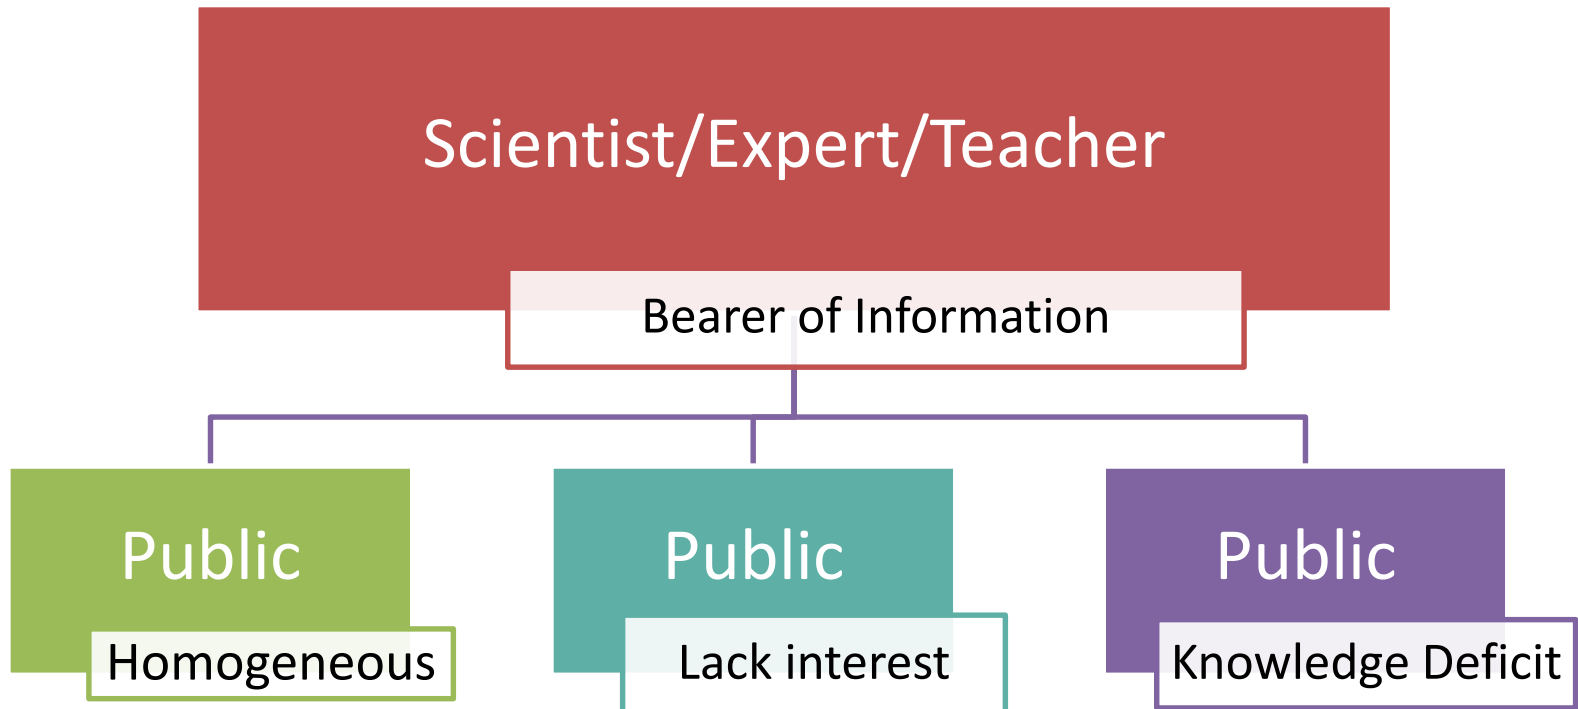 Scientist/Expert/Teacher
Bearer of Information
Public
Homogeneous
Public
Lack interest
Public
Knowledge Deficit